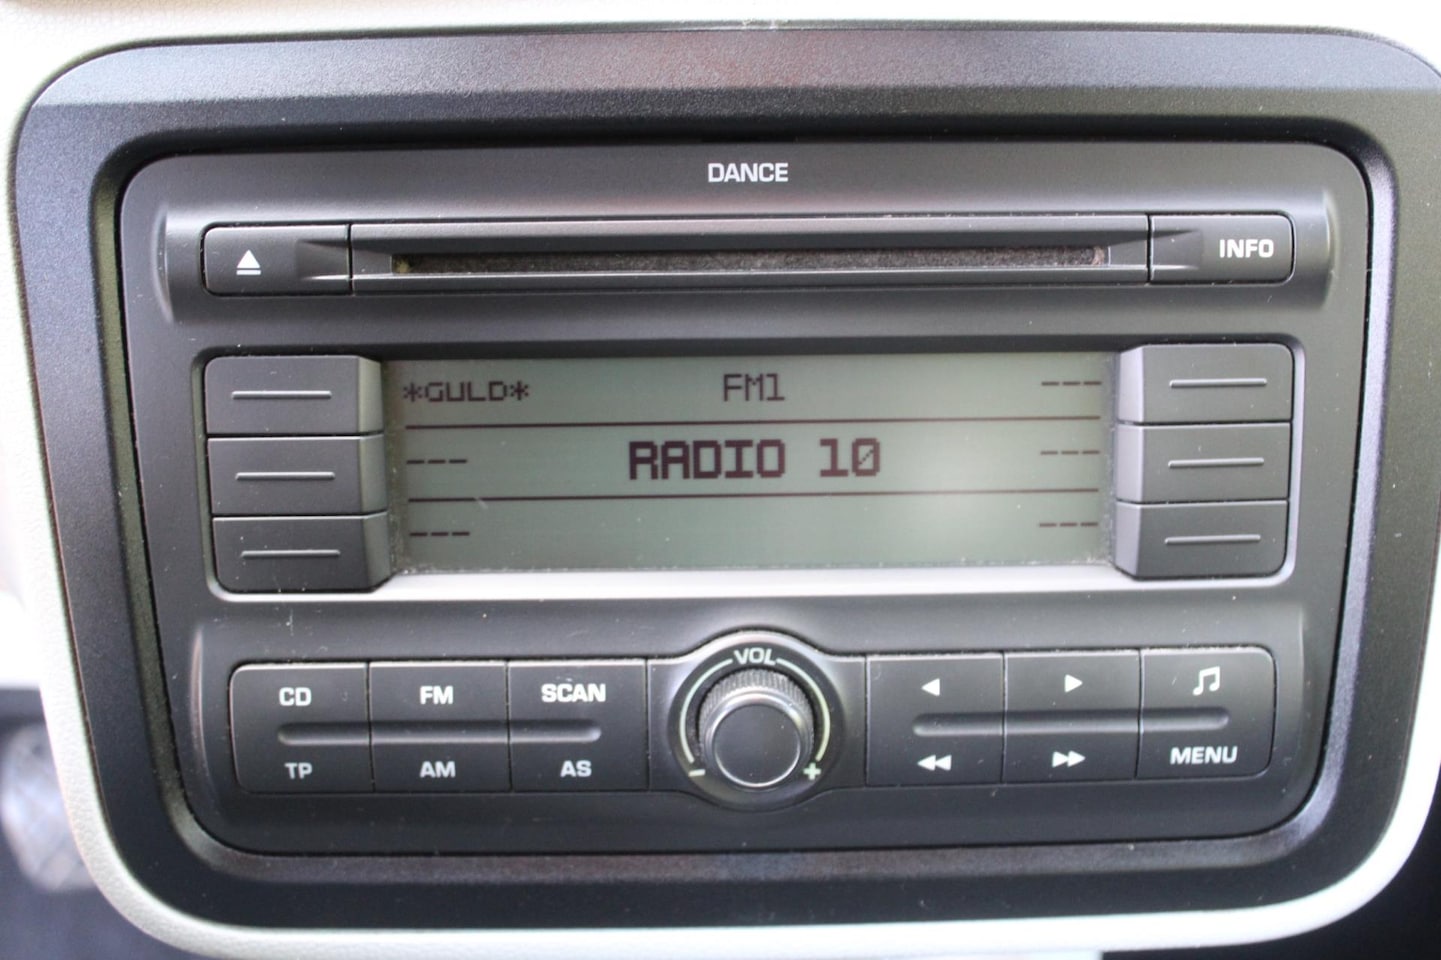 DANCE
INFO
*GULD* FM1 ---
--- RADIO 10 ---
--- ---
VOL
CD FM SCAN
- +
TP AM AS MENU